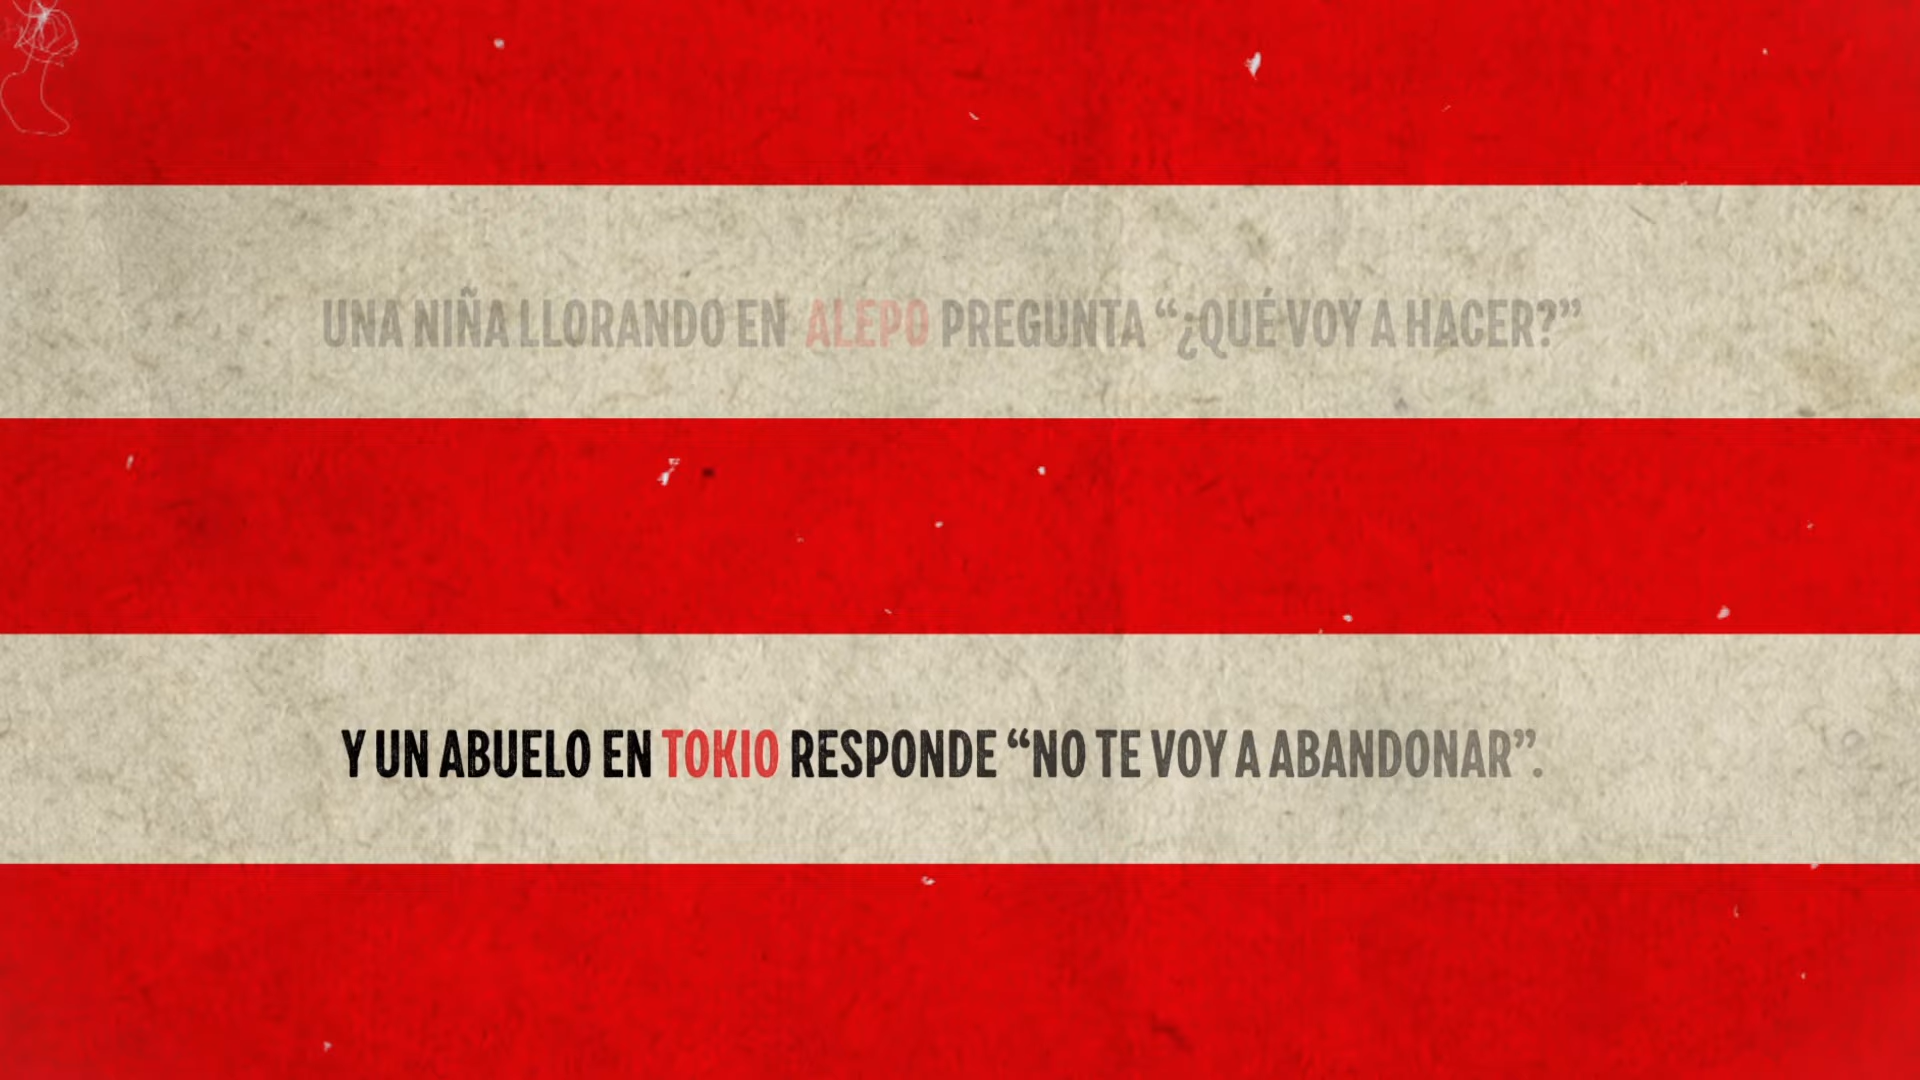 UNA NIÑA LLORANDO EN ALEPO PREGUNTA “¿QUÉ VOY A HACER?”
Y UN ABUELO EN TOKIO RESPONDE “NO TE VOY A ABANDONAR”.